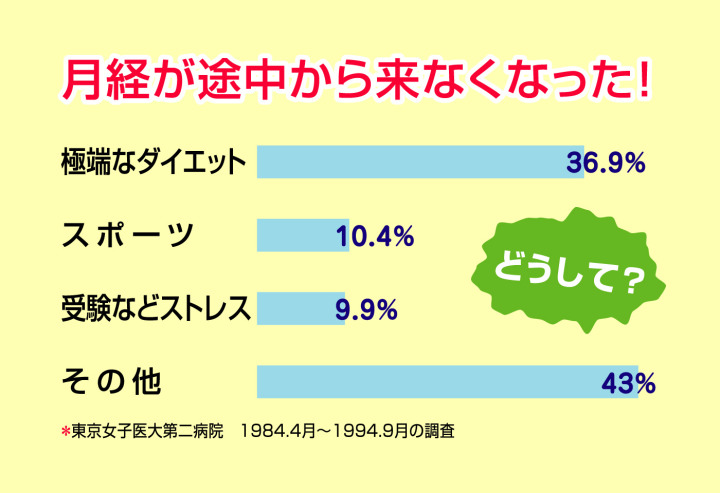 月経が途中から来なくなった！
極端なダイエット 36.9%
スポーツ 10.4%
どうして？
受験などストレス 9.9%
その他 43%
＊東京女子医大第二病院　1984.4月〜1994.9月の調査